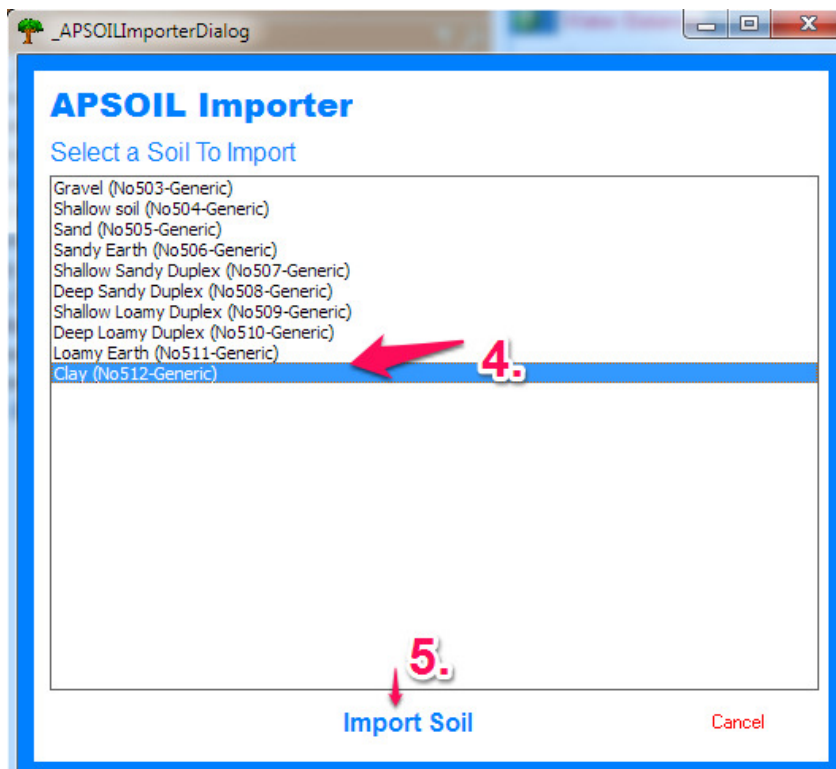 _APSOILImporterDialog
APSOIL Importer
Select a Soil To Import
Gravel (No503-Generic)
Shallow soil (No504-Generic)
Sand (No505-Generic)
Sandy Earth (No506-Generic)
Shallow Sandy Duplex (No507-Generic)
Deep Sandy Duplex (No508-Generic)
Shallow Loamy Duplex (No509-Generic)
Deep Loamy Duplex (No510-Generic)
Loamy Earth (No511-Generic)
4.
Clay (No512-Generic)
5.
Import Soil
Cancel